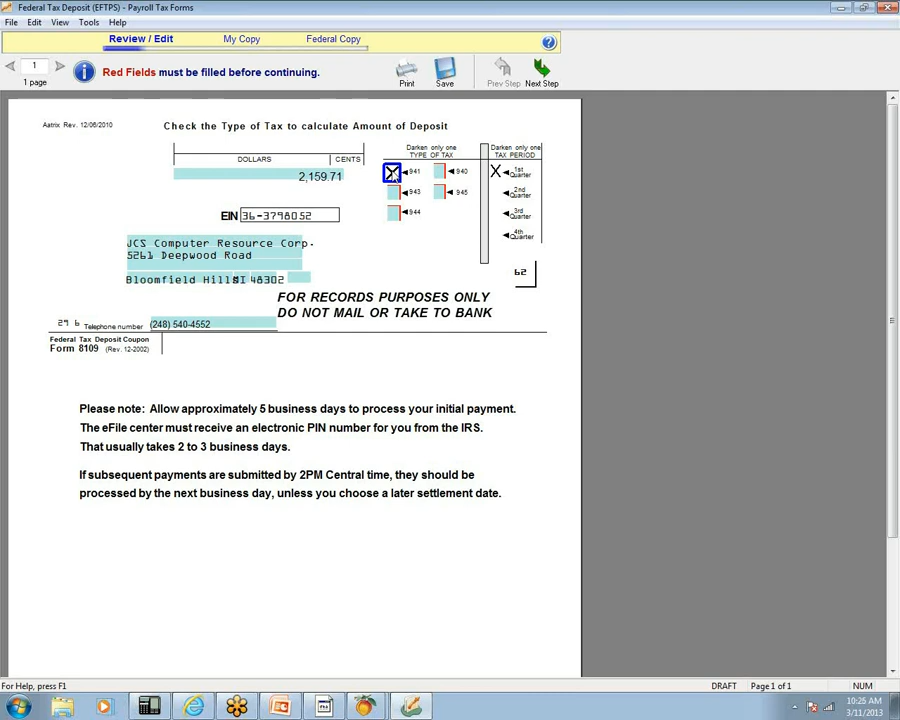 Federal Tax Deposit (EFTPS) - Payroll Tax Forms
File Edit View Tools Help
Review / Edit My Copy Federal Copy
1
1 page
Red Fields must be filled before continuing.
Print Save Prev Step Next Step
Aatrix Rev. 12/06/2010
Check the Type of Tax to calculate Amount of Deposit
DOLLARS CENTS
2,159.71
Darken only one
TYPE OF TAX
Darken only one
TAX PERIOD
X 941
940
X 1st Quarter
943
945
2nd Quarter
944
3rd Quarter
4th Quarter
EIN 36-3798052
62
JCS Computer Resource Corp.
5261 Deepwood Road
Bloomfield Hills MI 48302
FOR RECORDS PURPOSES ONLY
DO NOT MAIL OR TAKE TO BANK
29 6 Telephone number (248) 540-4552
Federal Tax Deposit Coupon
Form 8109 (Rev. 12-2002)
Please note: Allow approximately 5 business days to process your initial payment.
The eFile center must receive an electronic PIN number for you from the IRS.
That usually takes 2 to 3 business days.
If subsequent payments are submitted by 2PM Central time, they should be
processed by the next business day, unless you choose a later settlement date.
For Help, press F1
DRAFT Page 1 of 1 NUM
10:25 AM
3/11/2013